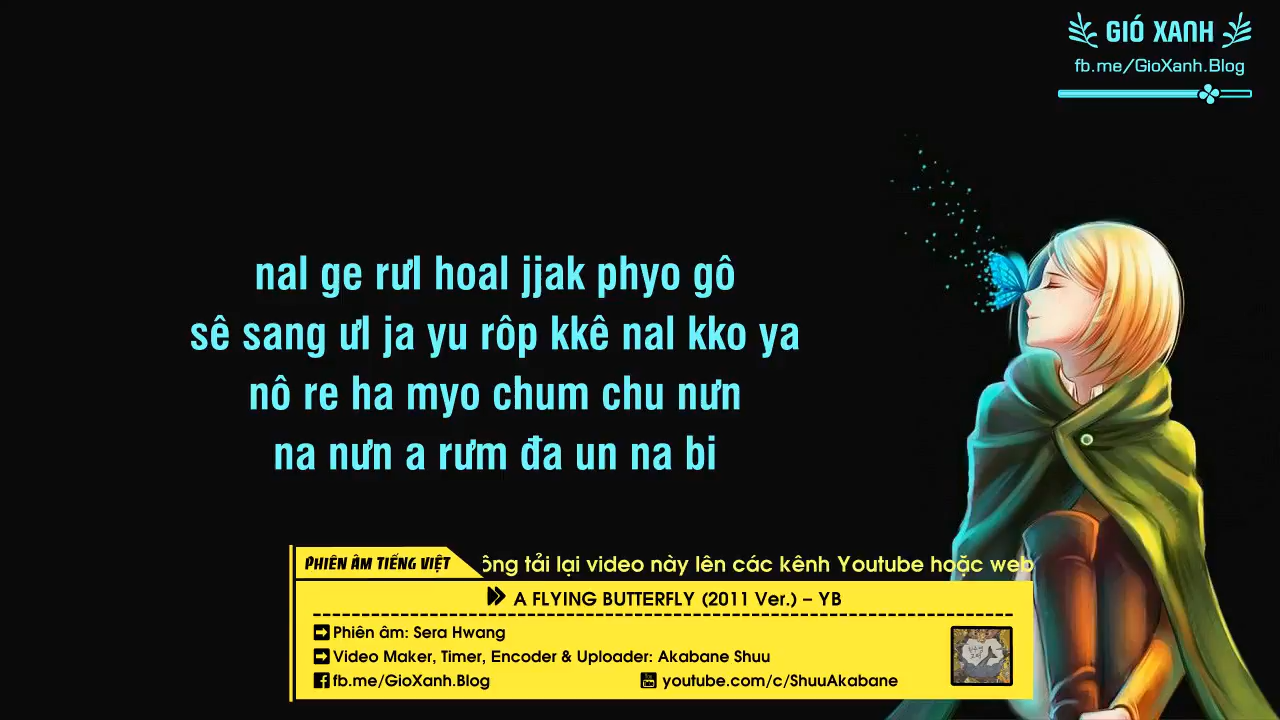 GIÓ XANH
fb.me/GioXanh.Blog
nal ge rưl hoal jjak phyo gô
sê sang ưl ja yu rôp kkê nal kko ya
nô re ha myo chum chu nưn
na nưn a rưm đa un na bi
PHIÊN ÂM TIẾNG VIỆT
ông tải lại video này lên các kênh Youtube hoặc web
A FLYING BUTTERFLY (2011 Ver.) – YB
Phiên âm: Sera Hwang
Video Maker, Timer, Encoder & Uploader: Akabane Shuu
fb.me/GioXanh.Blog
youtube.com/c/ShuuAkabane